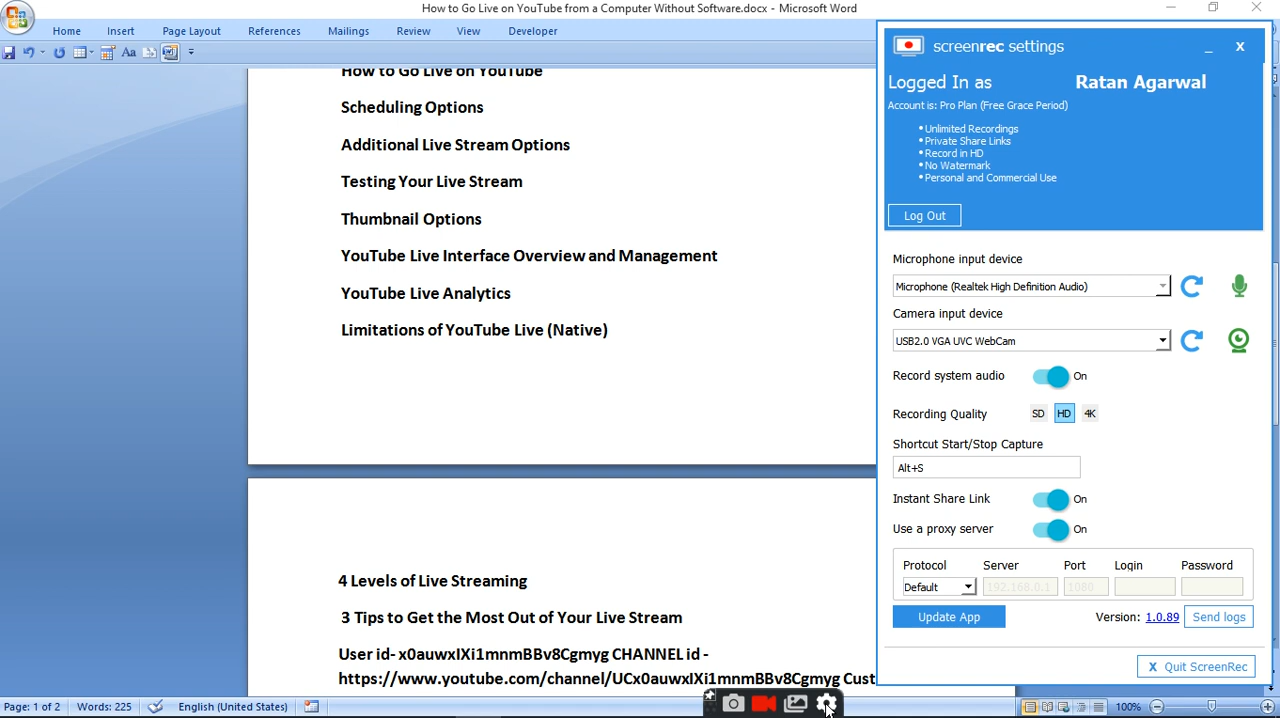 How to Go Live on YouTube from a Computer Without Software.docx - Microsoft Word
Home Insert Page Layout References Mailings Review View Developer
Aa
How to Go Live on YouTube
Scheduling Options
Additional Live Stream Options
Testing Your Live Stream
Thumbnail Options
YouTube Live Interface Overview and Management
YouTube Live Analytics
Limitations of YouTube Live (Native)
4 Levels of Live Streaming
3 Tips to Get the Most Out of Your Live Stream
User id- x0auwxIXi1mnmBBv8Cgmyg CHANNEL id -
https://www.youtube.com/channel/UCx0auwxIXi1mnmBBv8Cgmyg Cust
screenrec settings
_ X
Logged In as Ratan Agarwal
Account is: Pro Plan (Free Grace Period)
• Unlimited Recordings
• Private Share Links
• Record in HD
• No Watermark
• Personal and Commercial Use
Log Out
Microphone input device
Microphone (Realtek High Definition Audio)
Camera input device
USB2.0 VGA UVC WebCam
Record system audio On
Recording Quality SD HD 4K
Shortcut Start/Stop Capture
Alt+S
Instant Share Link On
Use a proxy server On
Protocol Server Port Login Password
Default 192.168.0.1 1080
Update App Version: 1.0.89 Send logs
X Quit ScreenRec
Page: 1 of 2 Words: 225 English (United States) 100%